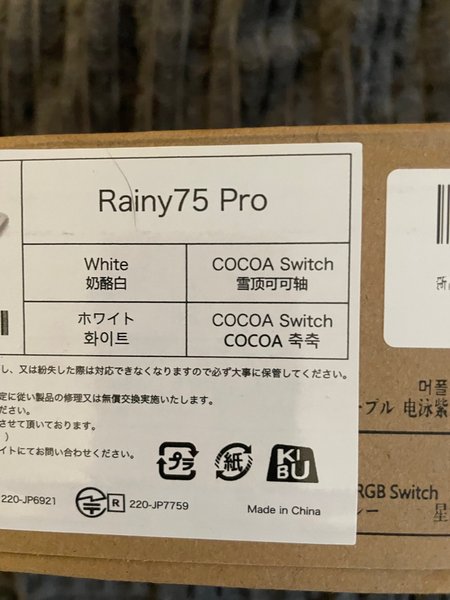 Rainy75 Pro
White
奶酪白
COCOA Switch
雪顶可可轴
ホワイト
화이트
COCOA Switch
COCOA 축축
し、又は紛失した際は対応できなくなりますので必ず大事に保管してください。
定に従い製品の修理又は無償交換実施いたします。
ださい。
させて頂いております。
)
イトにてお問い合わせください。
プラ
紙
KIBU
220-JP6921
R
220-JP7759
Made in China
머플
ープル 电泳紫
RGB Switch
レー
星